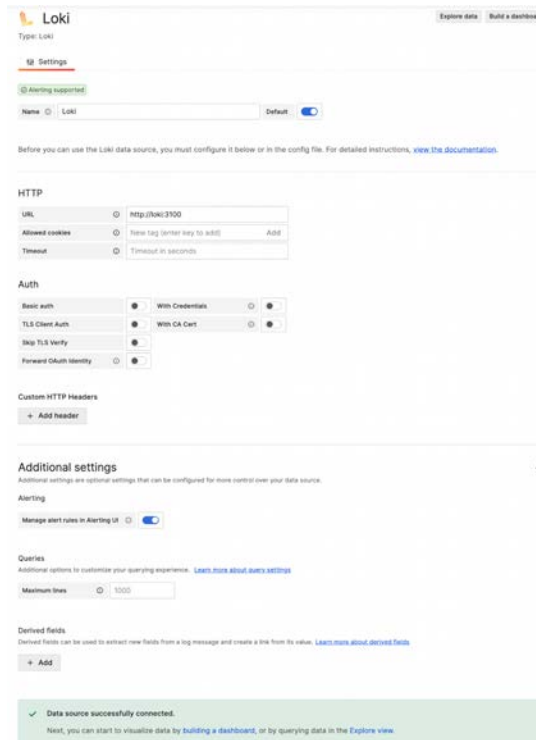 Loki
Explore data Build a dashboa
Type: Loki
Settings
Alerting supported
Name Loki Default
Before you can use the Loki data source, you must configure it below or in the config file. For detailed instructions, view the documentation.
HTTP
URL http://loki:3100
Allowed cookies New tag (enter key to add) Add
Timeout Timeout in seconds
Auth
Basic auth With Credentials
TLS Client Auth With CA Cert
Skip TLS Verify
Forward OAuth Identity
Custom HTTP Headers
+ Add header
Additional settings
Additional settings are optional settings that can be configured for more control over your data source.
Alerting
Manage alert rules in Alerting UI
Queries
Additional options to customize your querying experience. Learn more about query settings
Maximum lines 1000
Derived fields
Derived fields can be used to extract new fields from a log message and create a link from its value. Learn more about derived fields
+ Add
Data source successfully connected.
Next, you can start to visualize data by building a dashboard, or by querying data in the Explore view.